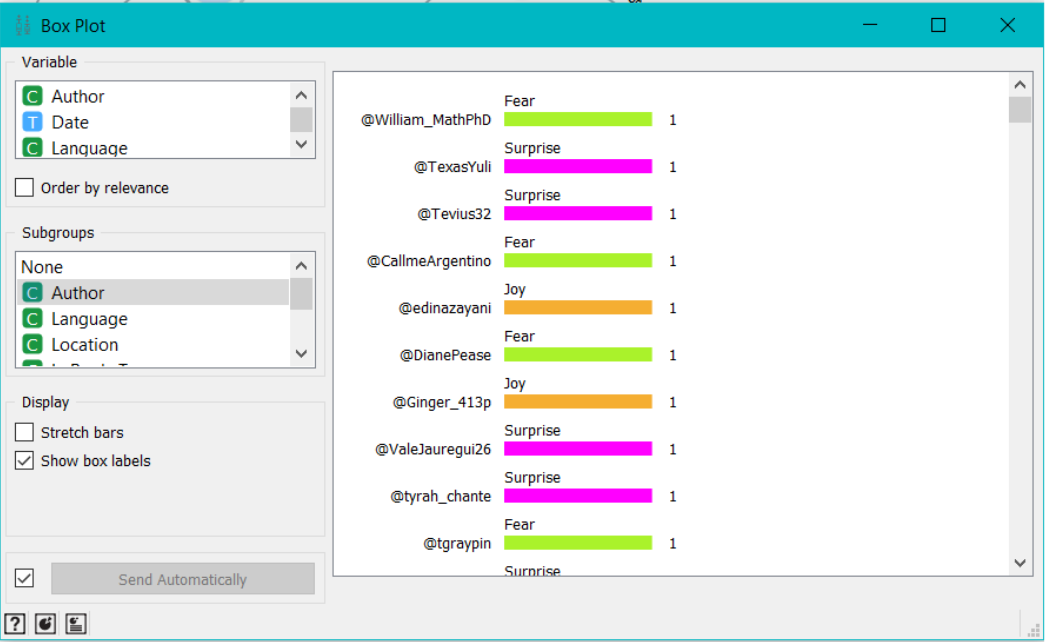 Box Plot
Variable
C Author
T Date
C Language
Order by relevance
Subgroups
None
C Author
C Language
C Location
Display
Stretch bars
Show box labels
Send Automatically
?
Fear
@William_MathPhD 1
Surprise
@TexasYuli 1
Surprise
@Tevius32 1
Fear
@CallmeArgentino 1
Joy
@edinazayani 1
Fear
@DianePease 1
Joy
@Ginger_413p 1
Surprise
@ValeJauregui26 1
Surprise
@tyrah_chante 1
Fear
@tgraypin 1
Surprise